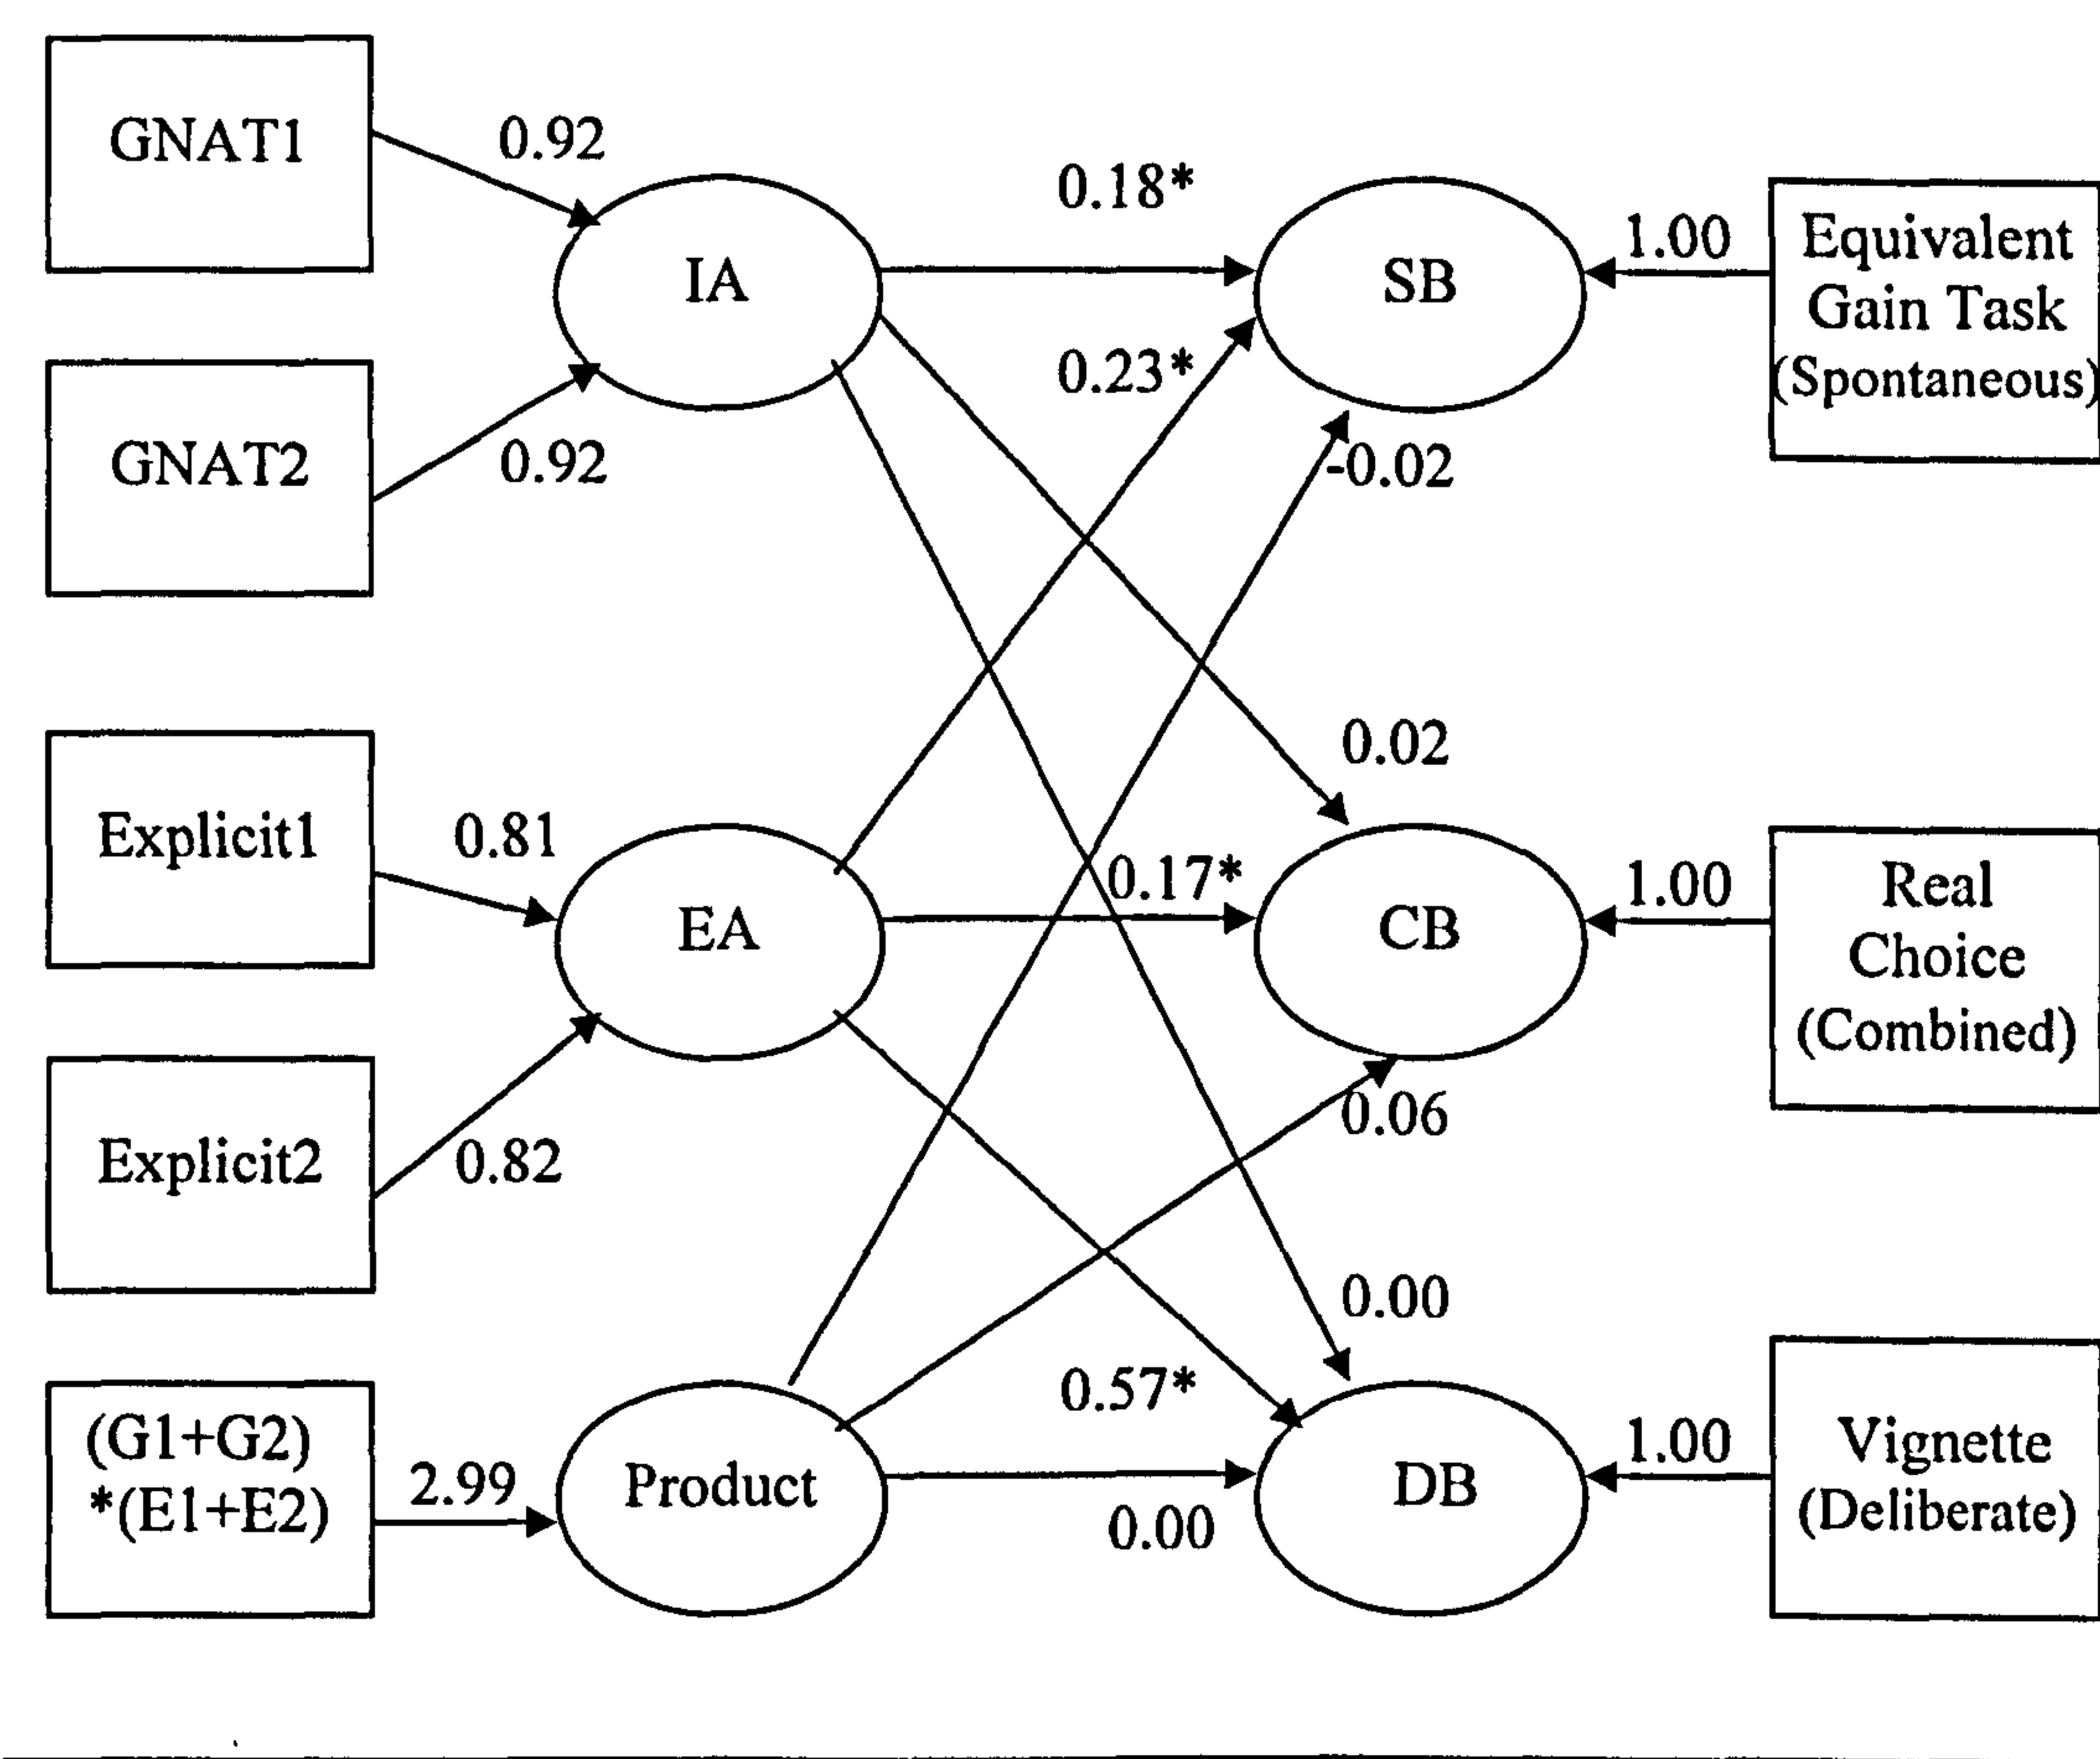 GNAT1
0.92
0.18*
IA
SB
1.00
Equivalent
Gain Task
(Spontaneous)
0.23*
GNAT2
0.92
-0.02
0.02
Explicit1
0.81
EA
0.17*
CB
1.00
Real
Choice
(Combined)
Explicit2
0.82
0.06
0.00
0.57*
(G1+G2)
*(E1+E2)
2.99
Product
0.00
DB
1.00
Vignette
(Deliberate)